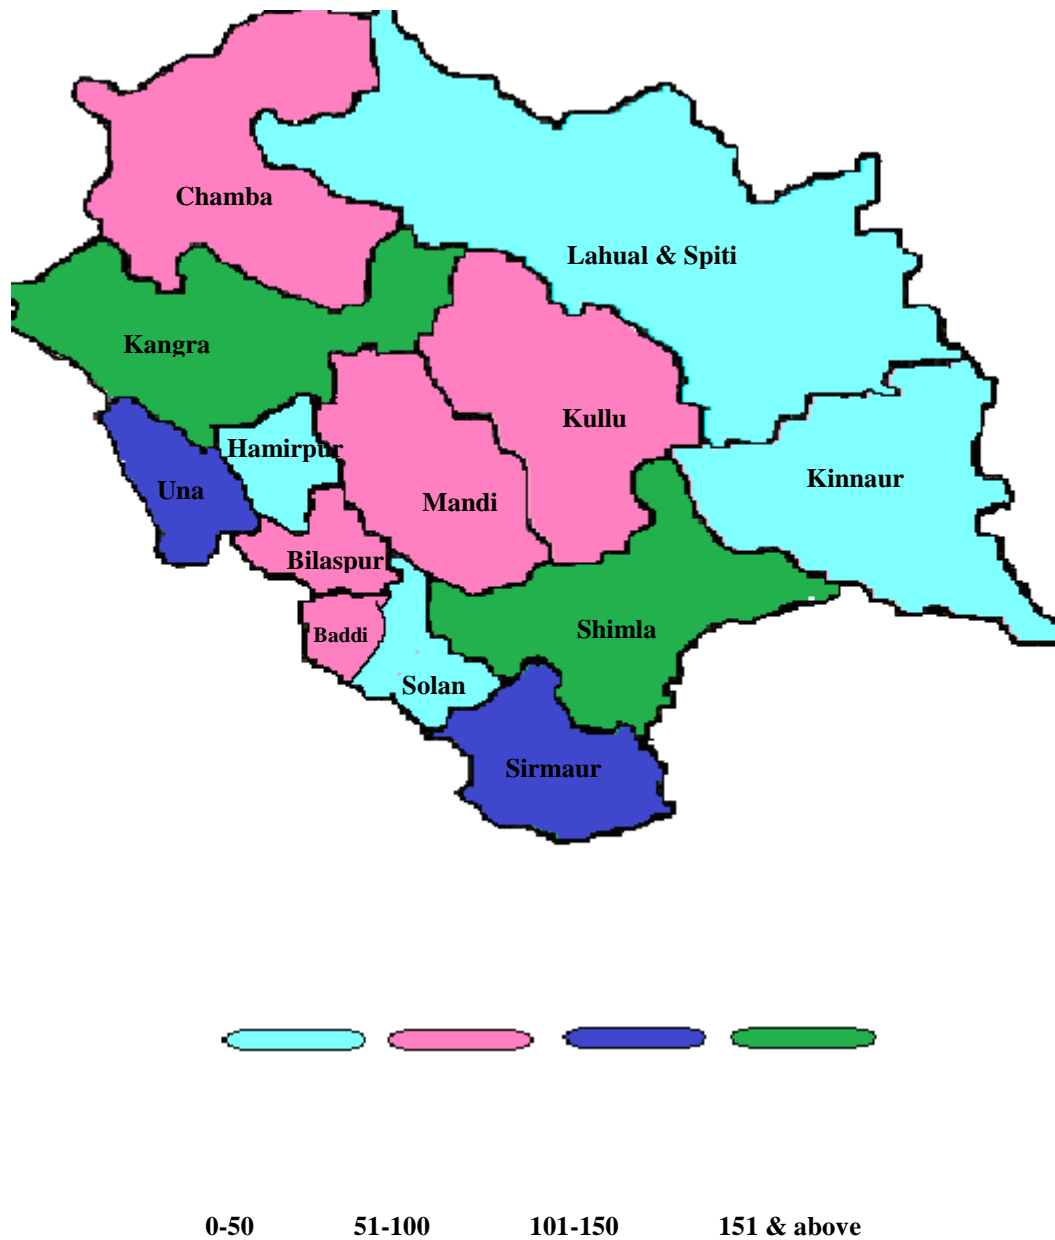 Chamba
Lahual & Spiti
Kangra
Kullu
Hamirpur
Kinnaur
Una
Mandi
Bilaspur
Shimla
Baddi
Solan
Sirmaur
0-50 51-100 101-150 151 & above